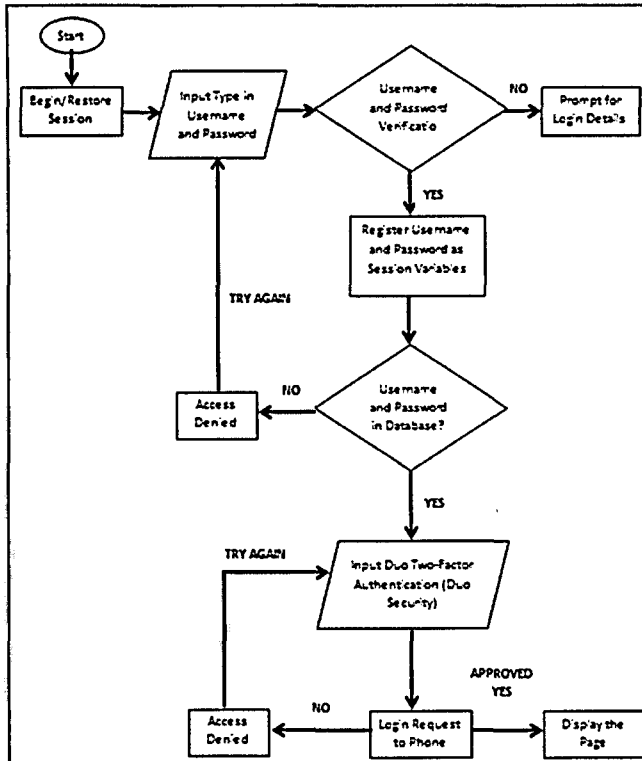 Start
Begin/Restore
Session
Input Type in
Username
and Password
Username
and Password
Verificatio
NO
Prompt for
Login Details
YES
Register Username
and Password as
Session Variables
TRY AGAIN
Username
and Password
in Database?
NO
Access
Denied
YES
TRY AGAIN
Input Duo Two-Factor
Authentication (Duo
Security)
APPROVED
YES
Access
Denied
NO
Login Request
to Phone
Display the
Page